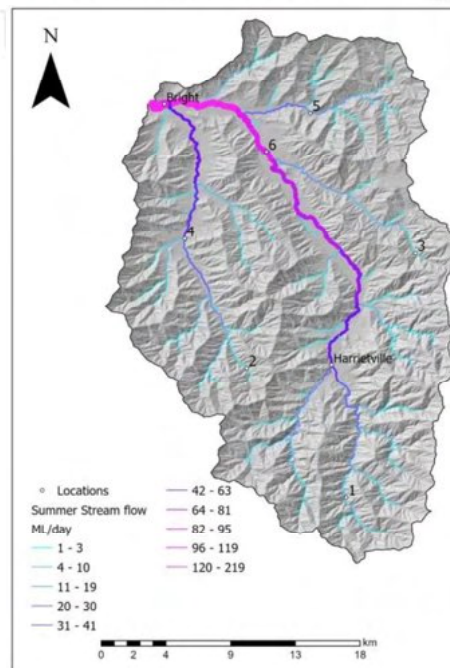 N
Bright
5
6
4
3
2
Harrietville
1
Locations
Summer Stream flow
ML/day
1 - 3
4 - 10
11 - 19
20 - 30
31 - 41
42 - 63
64 - 81
82 - 95
96 - 119
120 - 219
0 2 4 9 13 18 km